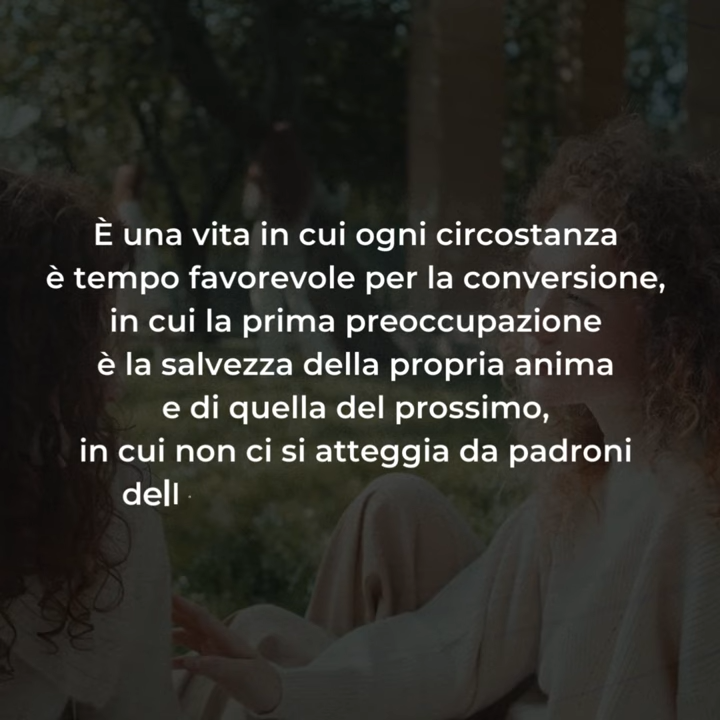 È una vita in cui ogni circostanza
è tempo favorevole per la conversione,
in cui la prima preoccupazione
è la salvezza della propria anima
e di quella del prossimo,
in cui non ci si atteggia da padroni
dell